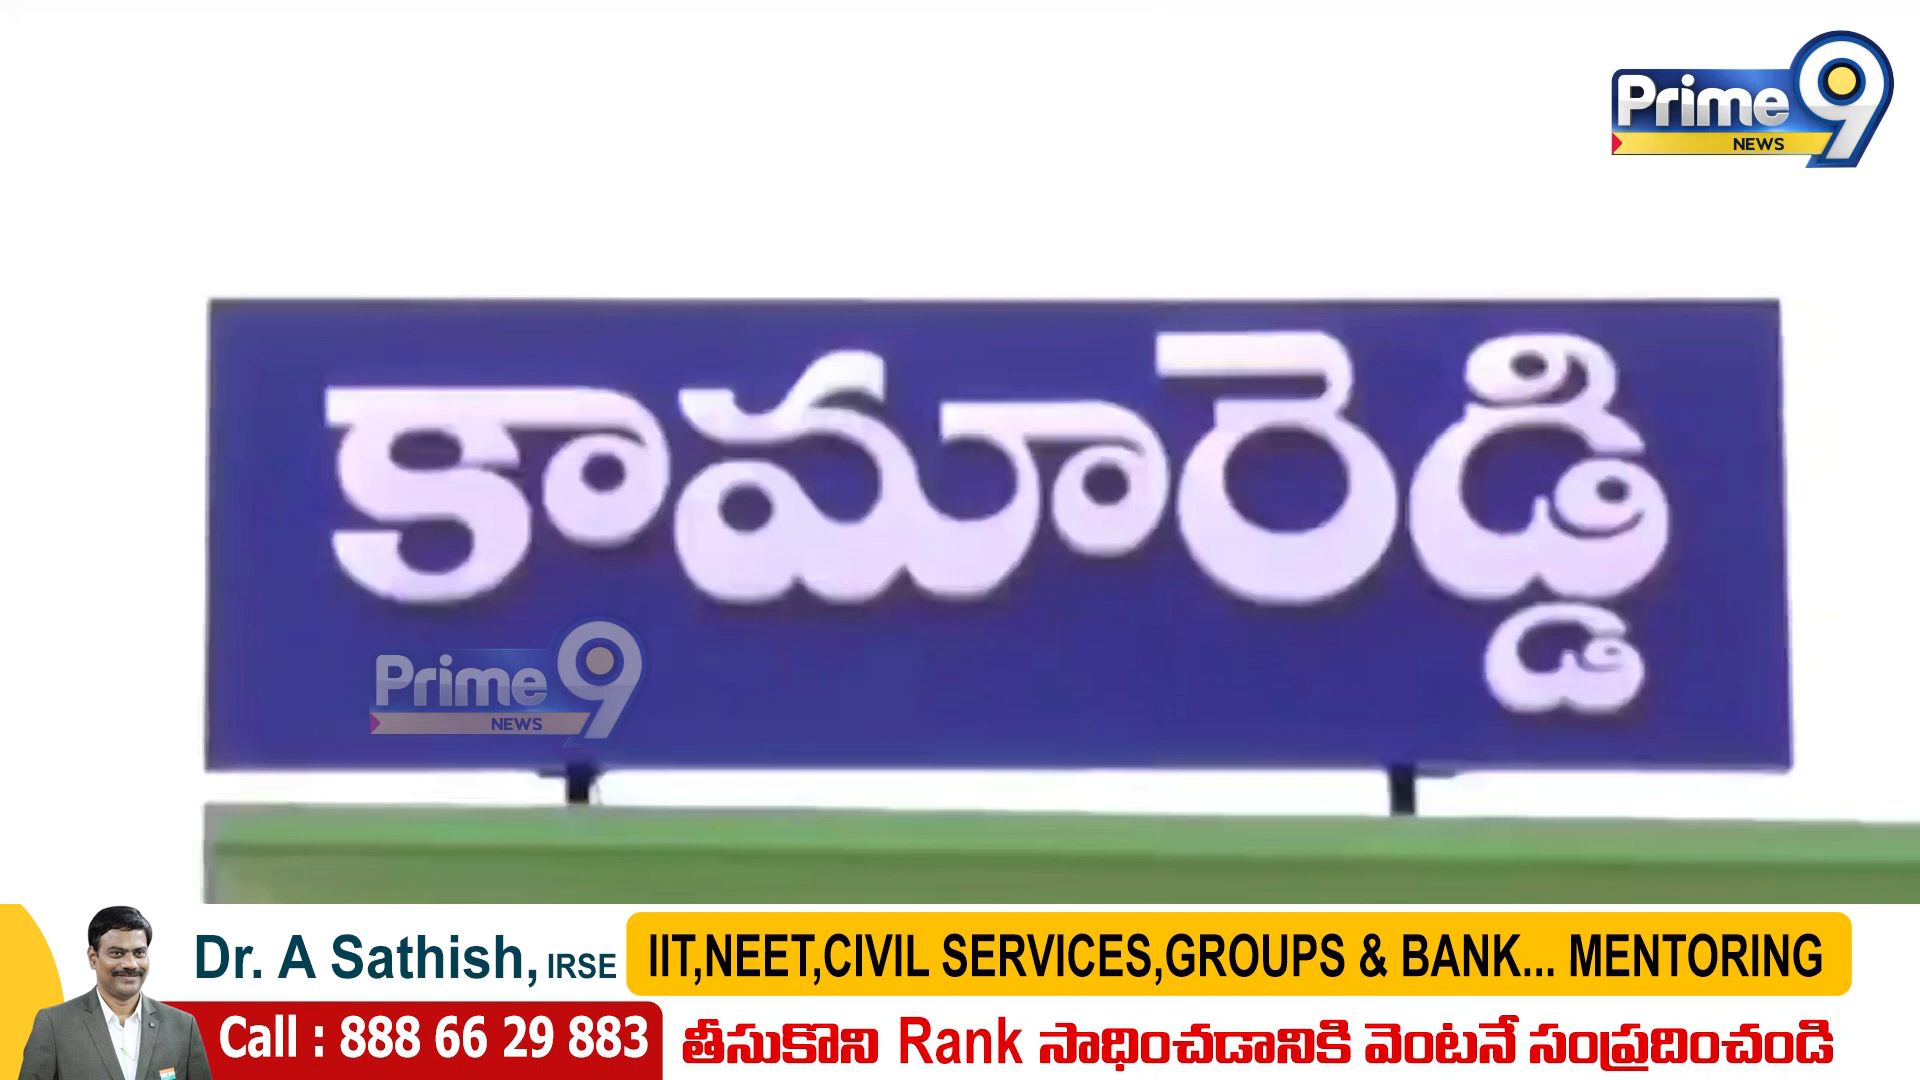 Prime9
NEWS
కామారెడ్డి
Prime9
NEWS
Dr. A Sathish, IRSE
IIT,NEET,CIVIL SERVICES,GROUPS & BANK... MENTORING
Call : 888 66 29 883
తీసుకొని Rank సాధించడానికి వెంటనే సంప్రదించండి